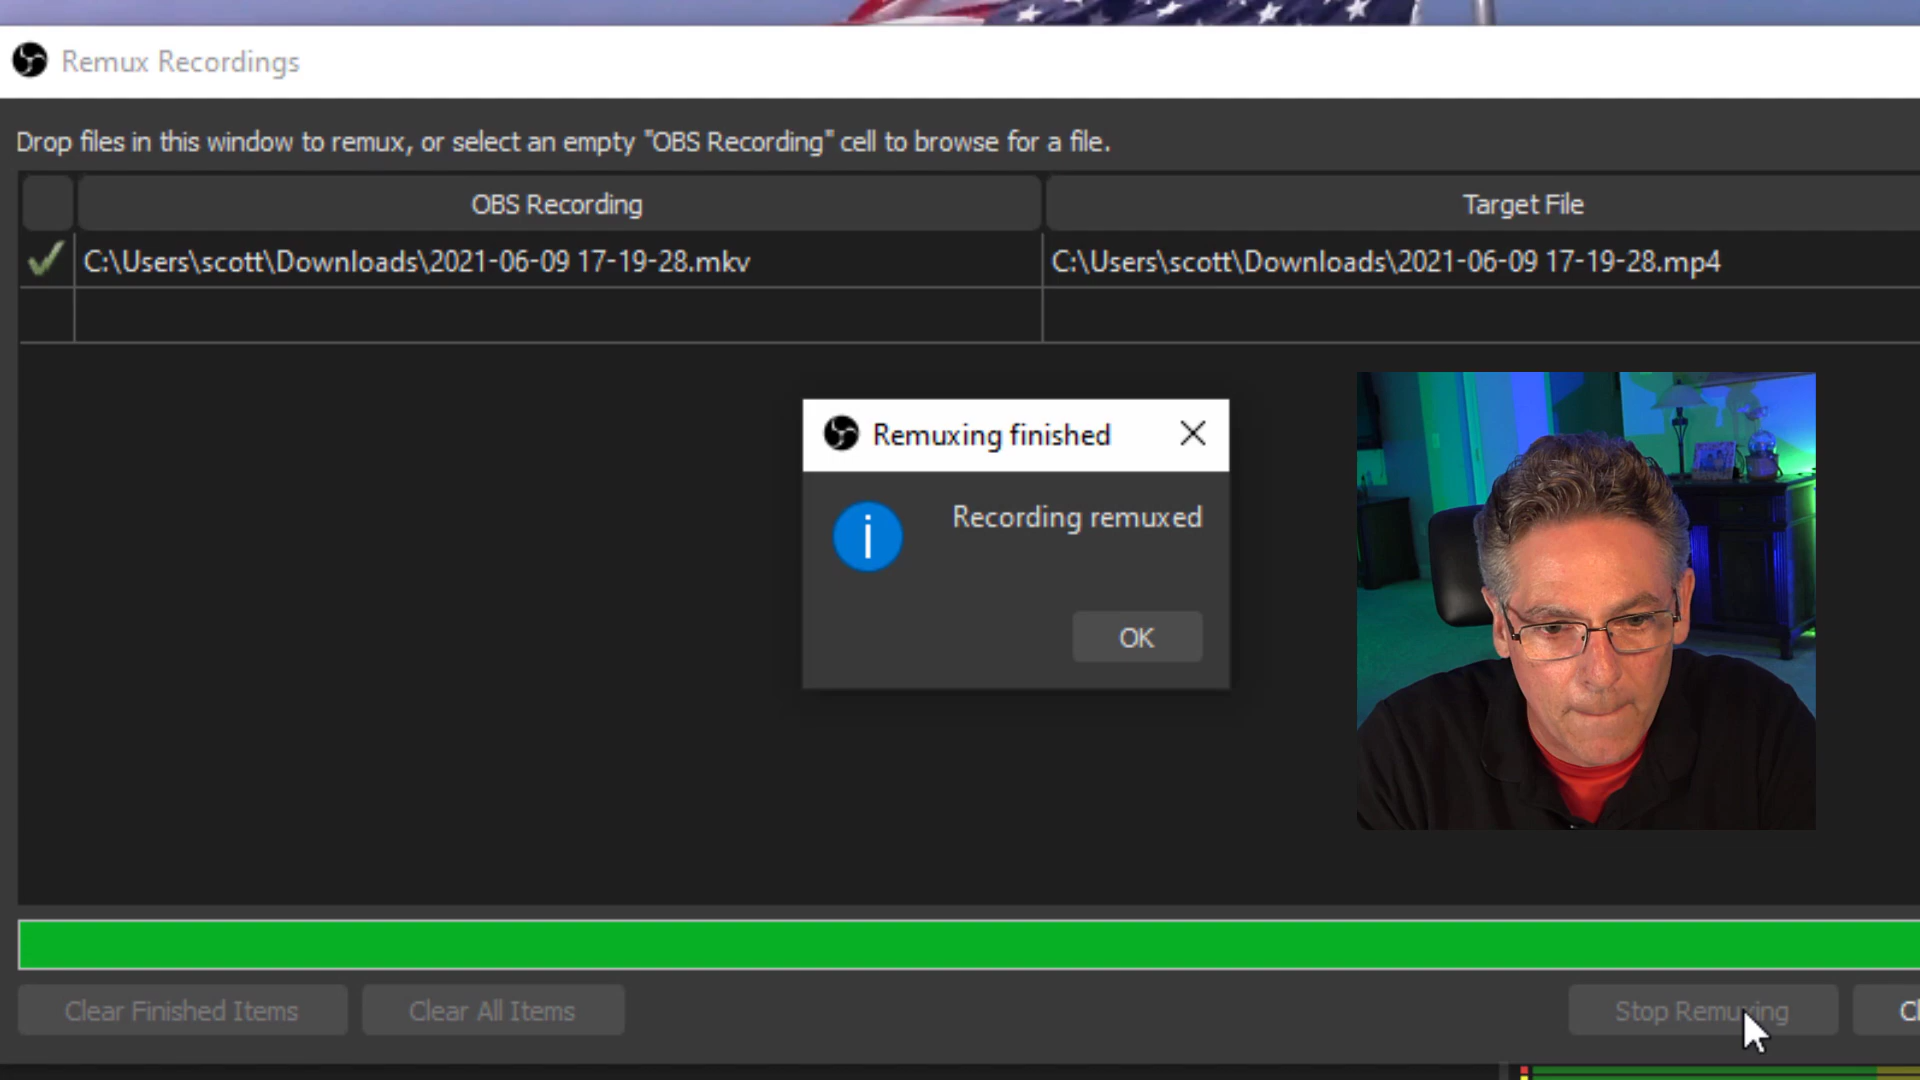 Remux Recordings
Drop files in this window to remux, or select an empty "OBS Recording" cell to browse for a file.
OBS Recording
Target File
C:\Users\scott\Downloads\2021-06-09 17-19-28.mkv
C:\Users\scott\Downloads\2021-06-09 17-19-28.mp4
Remuxing finished
Recording remuxed
OK
Clear Finished Items
Clear All Items
Stop Remuxing